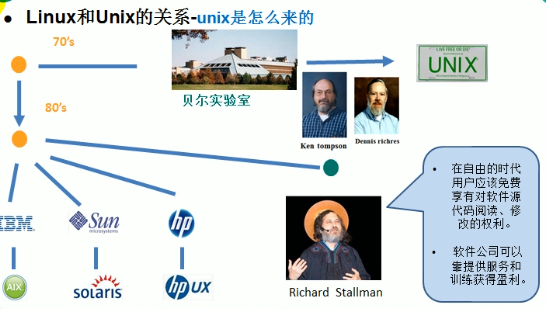 ● Linux和Unix的关系-unix是怎么来的
70's
贝尔实验室
LIVE FREE OR DIE
UNIX
80's
Ken tompson
Dennis richres
IBM
Sun
microsystems
hp
• 在自由的时代
用户应该免费
享有对软件源
代码阅读、修
改的权利。
• 软件公司可以
靠提供服务和
训练获得盈利。
AIX
solaris
hp UX
Richard Stallman